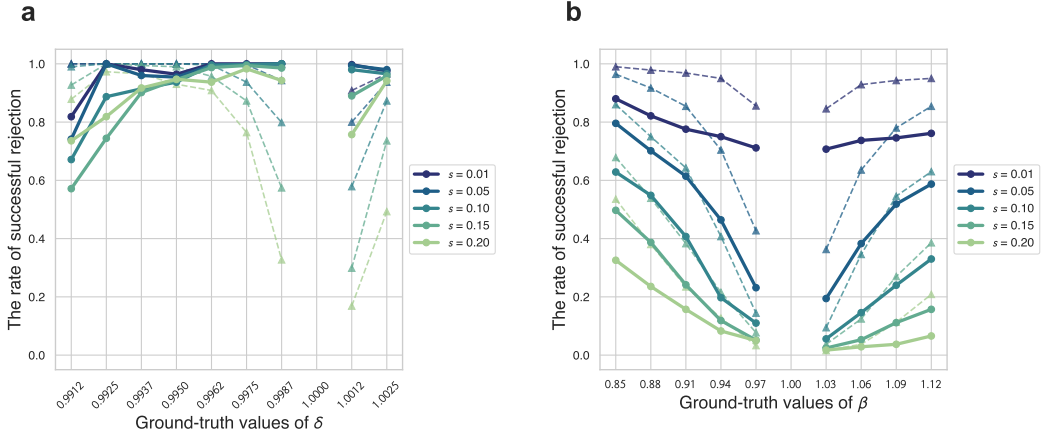 a
The rate of successful rejection
1.0
0.8
0.6
0.4
0.2
0.0
0.9912
0.9925
0.9937
0.9950
0.9962
0.9975
0.9987
1.0000
1.0012
1.0025
Ground-truth values of δ
s = 0.01
s = 0.05
s = 0.10
s = 0.15
s = 0.20
b
The rate of successful rejection
1.0
0.8
0.6
0.4
0.2
0.0
0.85
0.88
0.91
0.94
0.97
1.00
1.03
1.06
1.09
1.12
Ground-truth values of β
s = 0.01
s = 0.05
s = 0.10
s = 0.15
s = 0.20